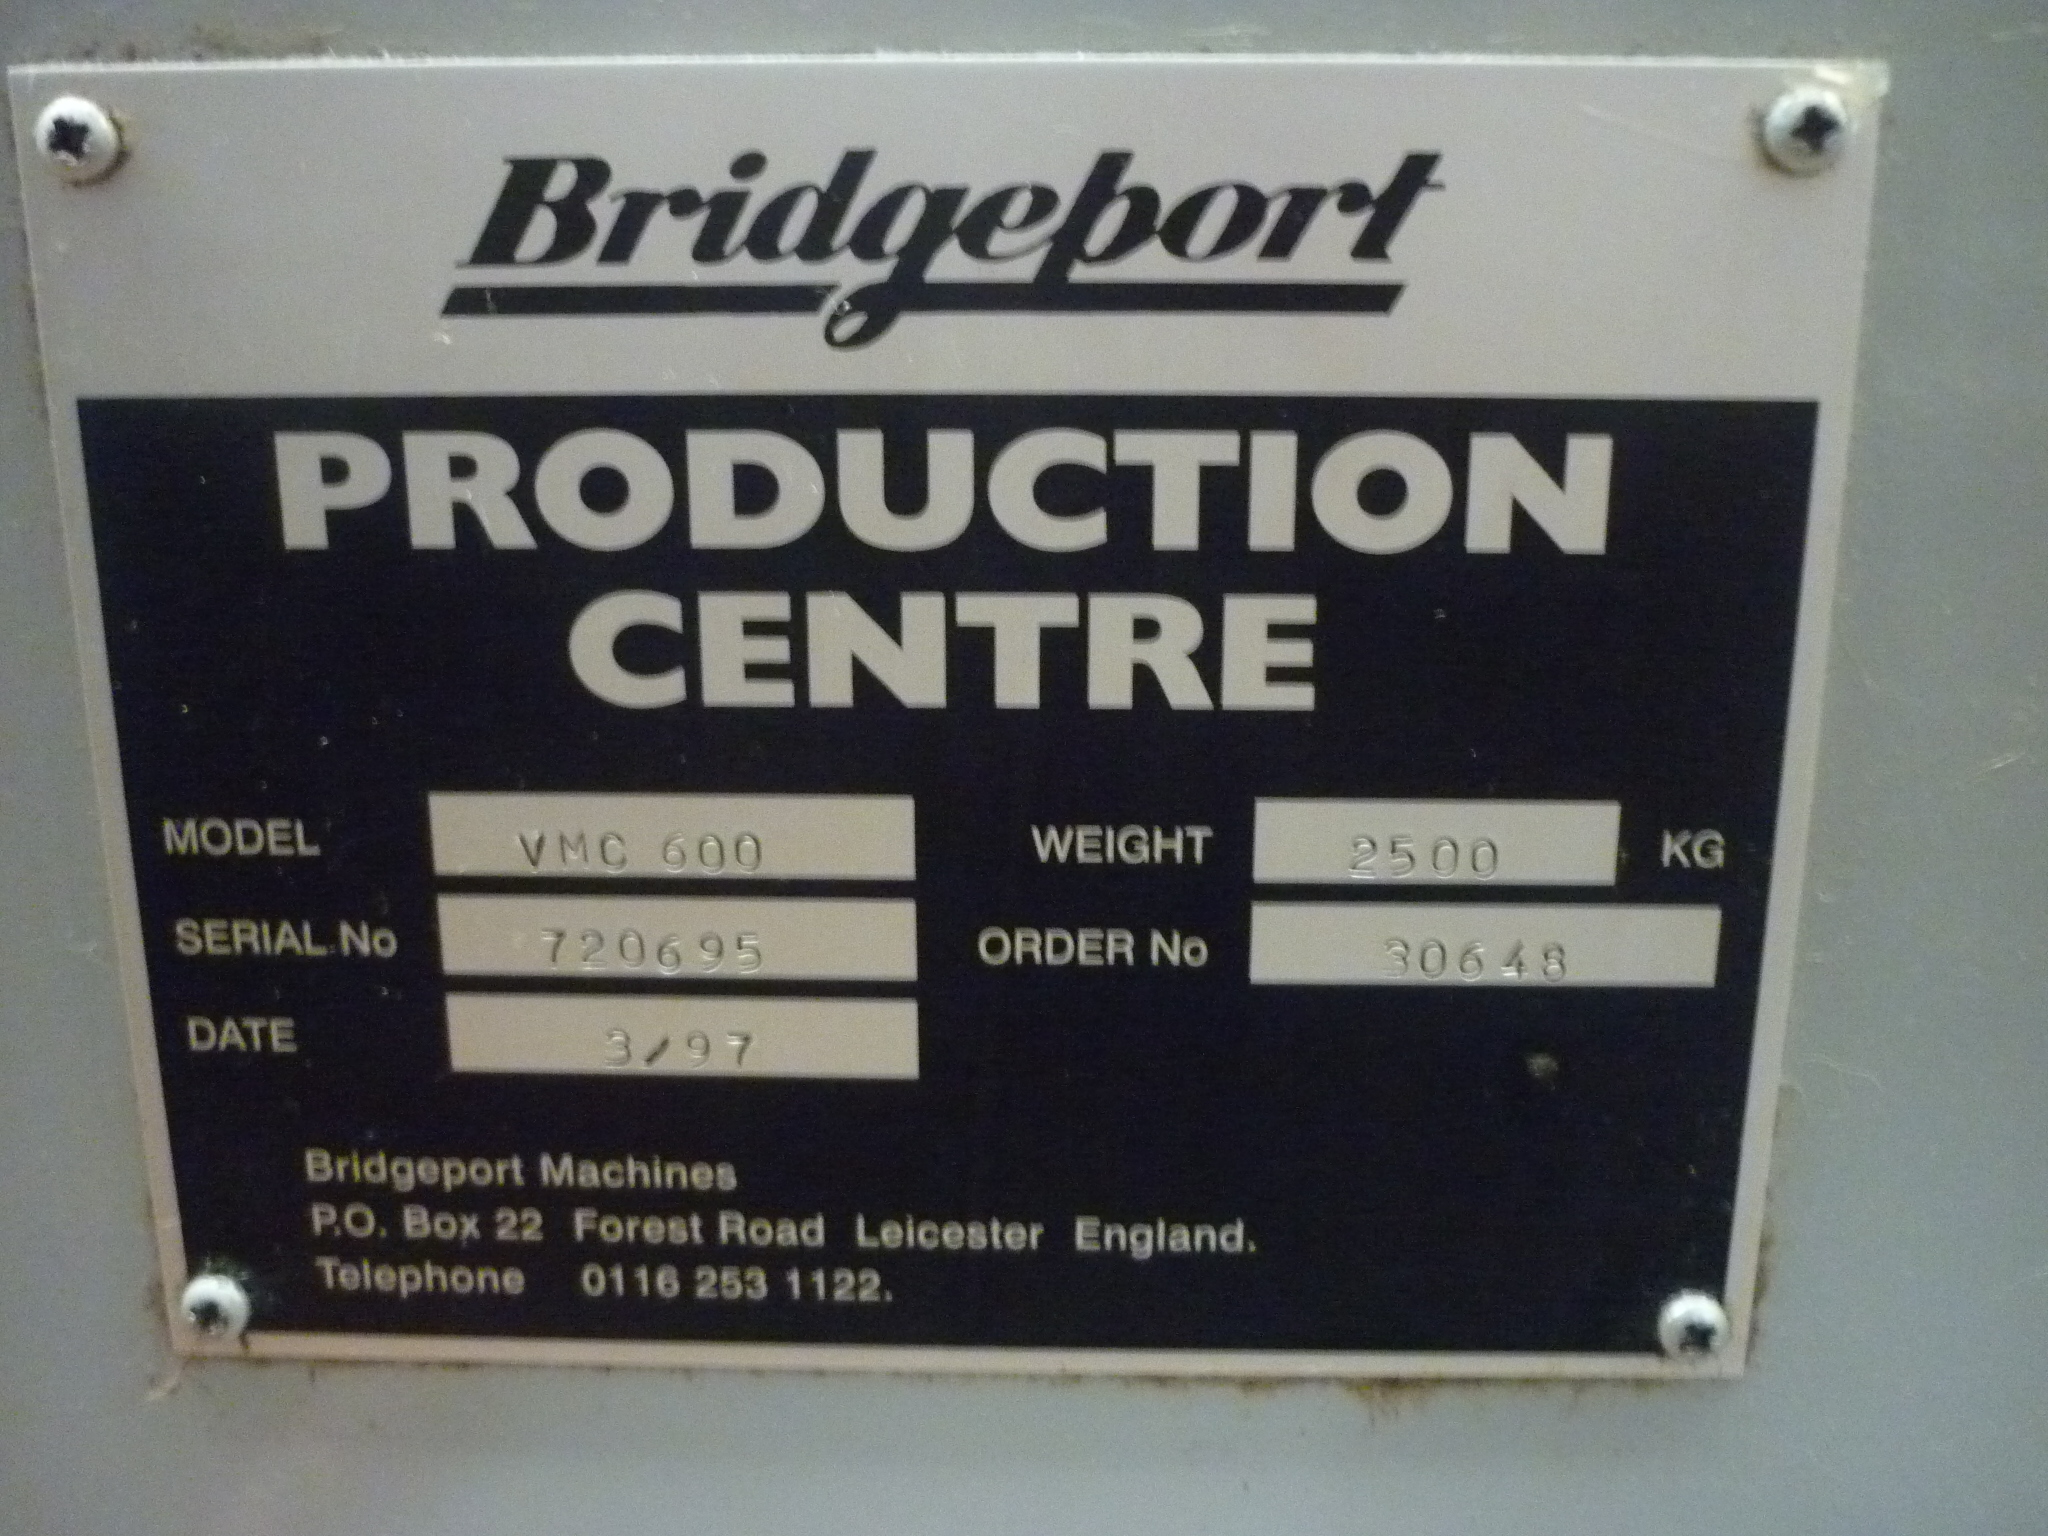 Bridgeport
PRODUCTION
CENTRE
MODEL VMC 600 WEIGHT 2500 KG
SERIAL No 720695 ORDER No 30648
DATE 3/97
Bridgeport Machines
P.O. Box 22 Forest Road Leicester England.
Telephone 0116 253 1122.